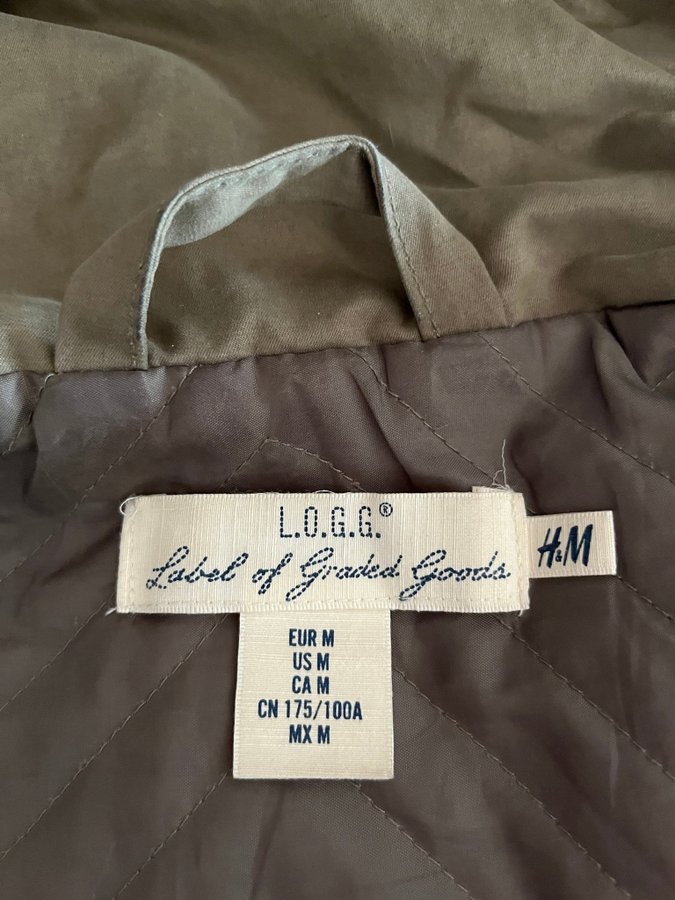 L.O.G.G.®
Label of Graded Goods
H&M
EUR M
US M
CA M
CN 175/100A
MX M